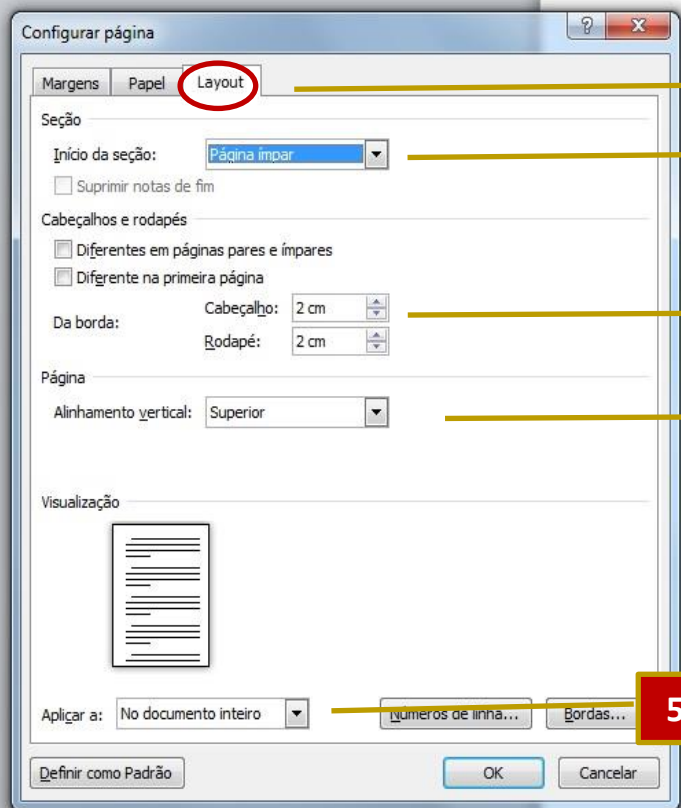 Configurar página
Margens Papel Layout
Seção
Início da seção: Página ímpar
Suprimir notas de fim
Cabeçalhos e rodapés
Diferentes em páginas pares e ímpares
Diferente na primeira página
Cabeçalho: 2 cm
Da borda:
Rodapé: 2 cm
Página
Alinhamento vertical: Superior
Visualização
Aplicar a: No documento inteiro Números de linha... Bordas... 5
Definir como Padrão OK Cancelar